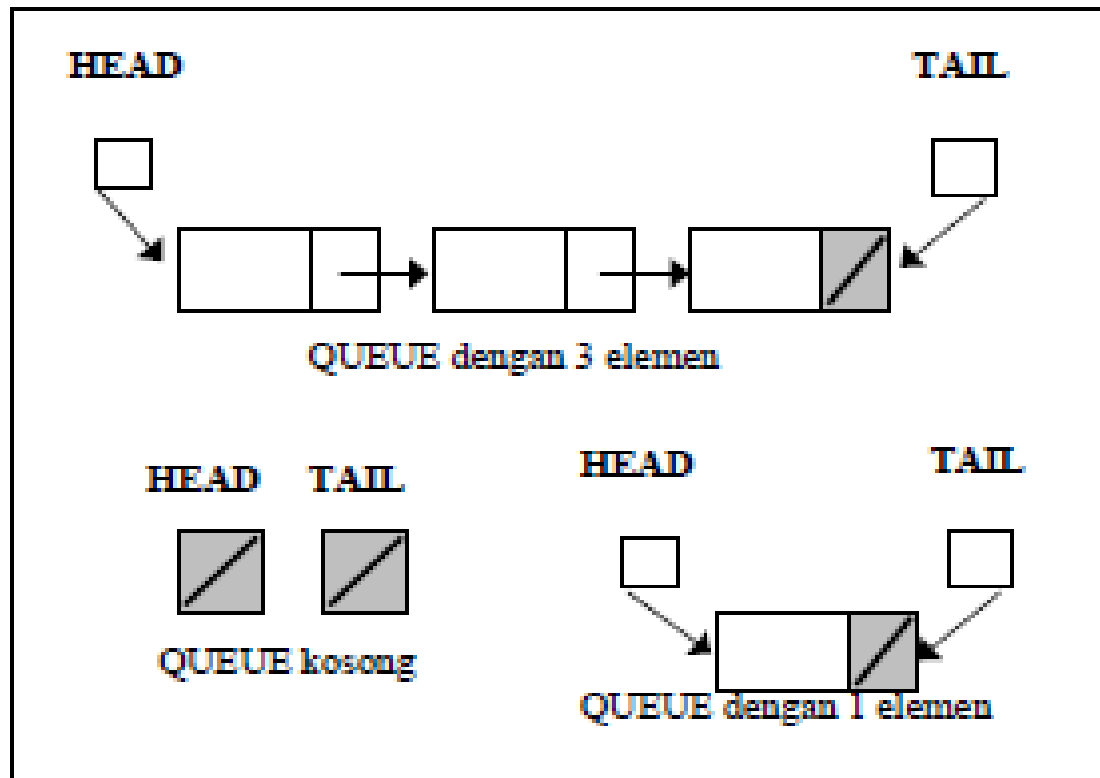 HEAD TAIL
QUEUE dengan 3 elemen
HEAD TAIL
QUEUE kosong
HEAD TAIL
QUEUE dengan 1 elemen